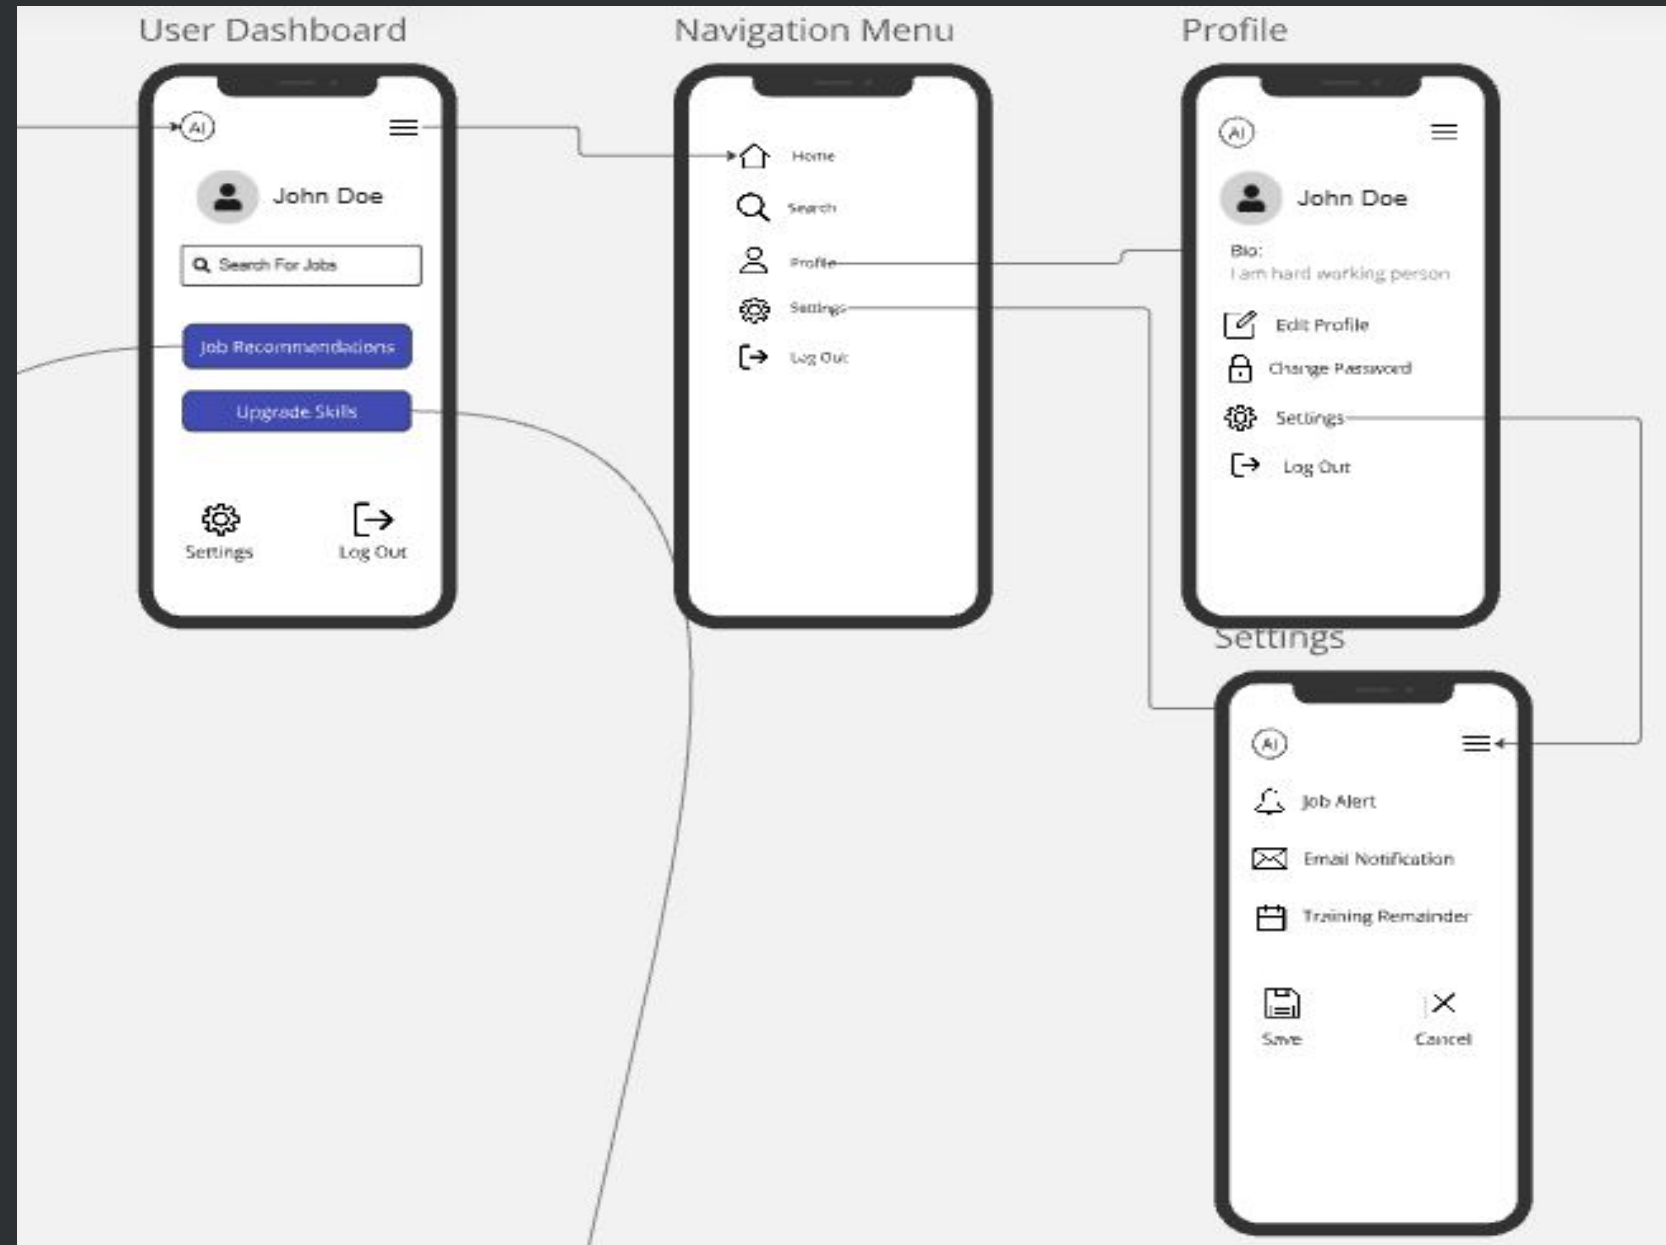 User Dashboard
AI
John Doe
Search For Jobs
Job Recommendations
Upgrade Skills
Settings
Log Out
Navigation Menu
Home
Search
Profile
Settings
Log Out
Profile
AI
John Doe
Bio:
I am hard working person
Edit Profile
Change Password
Settings
Log Out
Settings
AI
Job Alert
Email Notification
Training Remainder
Save
Cancel